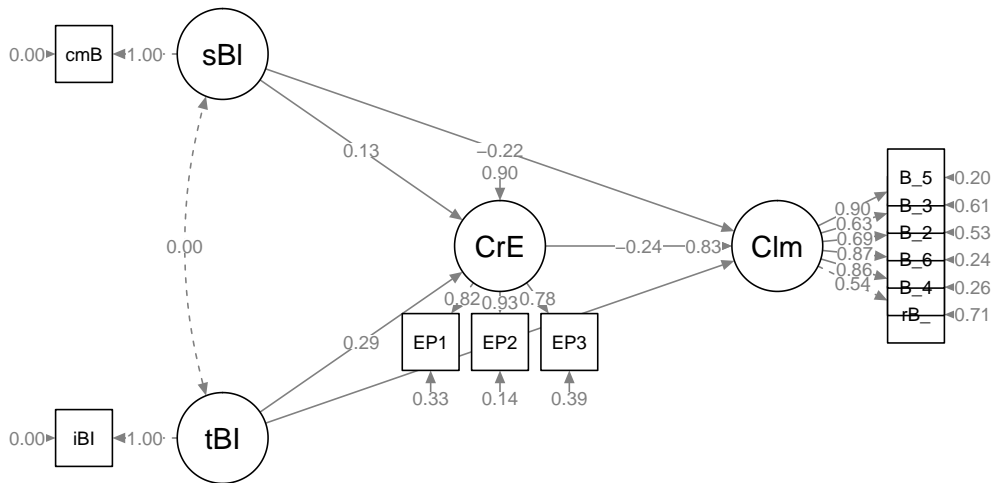 sBI
0.00
cmB
1.00
0.13
−0.22
0.90
B_5
0.20
B_3
0.61
0.90
0.63
B_2
0.53
0.69
0.00
CrE
−0.24
0.83
Clm
0.87
B_6
0.24
0.86
B_4
0.26
0.54
rB_
0.71
0.82
0.93
0.78
0.29
EP1
EP2
EP3
0.33
0.14
0.39
0.00
iBI
1.00
tBI